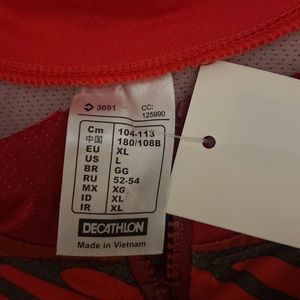 3691 CC: 125990
Cm 104-113
中国 180/108B
EU XL
US L
BR GG
RU 52-54
MX XG
ID XL
IR XL
DECATHLON
Made in Vietnam